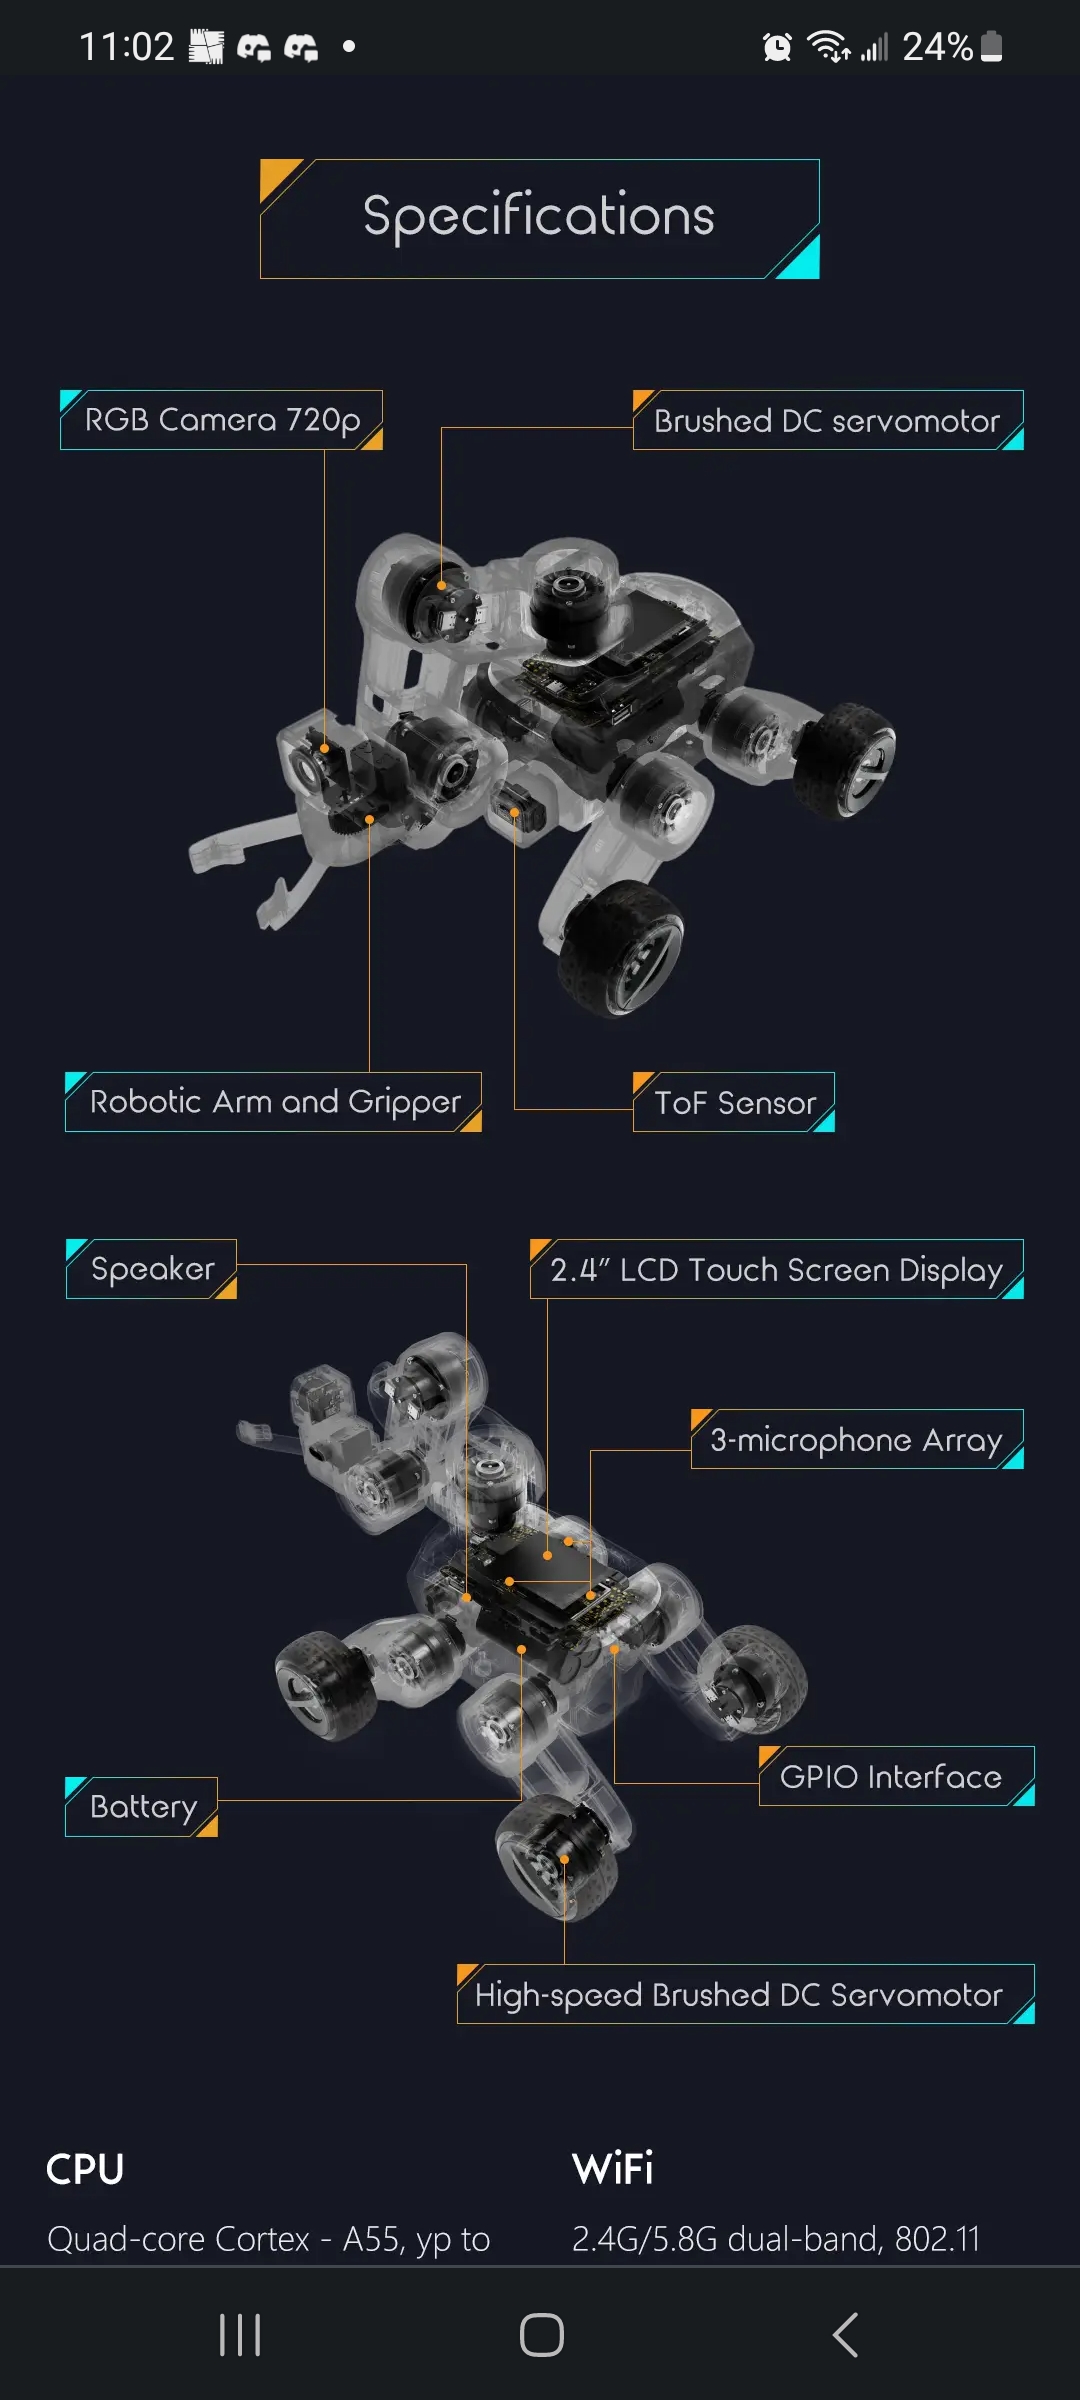 11:02
24%
Specifications
RGB Camera 720p
Brushed DC servomotor
Robotic Arm and Gripper
ToF Sensor
Speaker
2.4” LCD Touch Screen Display
3-microphone Array
GPIO Interface
Battery
High-speed Brushed DC Servomotor
CPU
WiFi
Quad-core Cortex - A55, yp to
2.4G/5.8G dual-band, 802.11